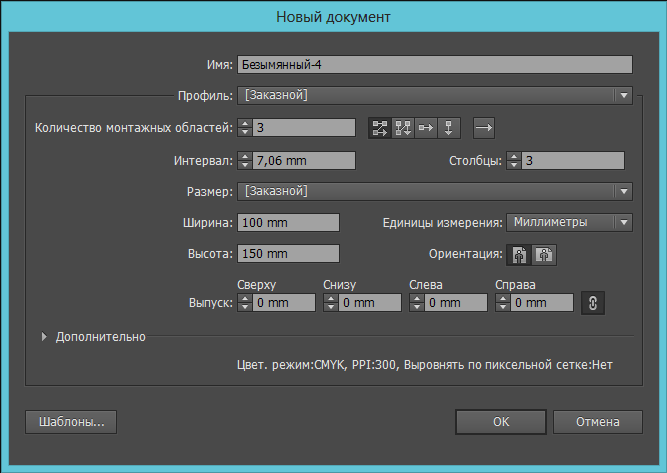 Новый документ
Имя: Безымянный-4
Профиль: [Заказной]
Количество монтажных областей: 3
Интервал: 7,06 mm Столбцы: 3
Размер: [Заказной]
Ширина: 100 mm Единицы измерения: Миллиметры
Высота: 150 mm Ориентация:
Сверху Снизу Слева Справа
Выпуск: 0 mm 0 mm 0 mm 0 mm
Дополнительно
Цвет. режим:CMYK, PPI:300, Выровнять по пиксельной сетке:Нет
Шаблоны... OK Отмена